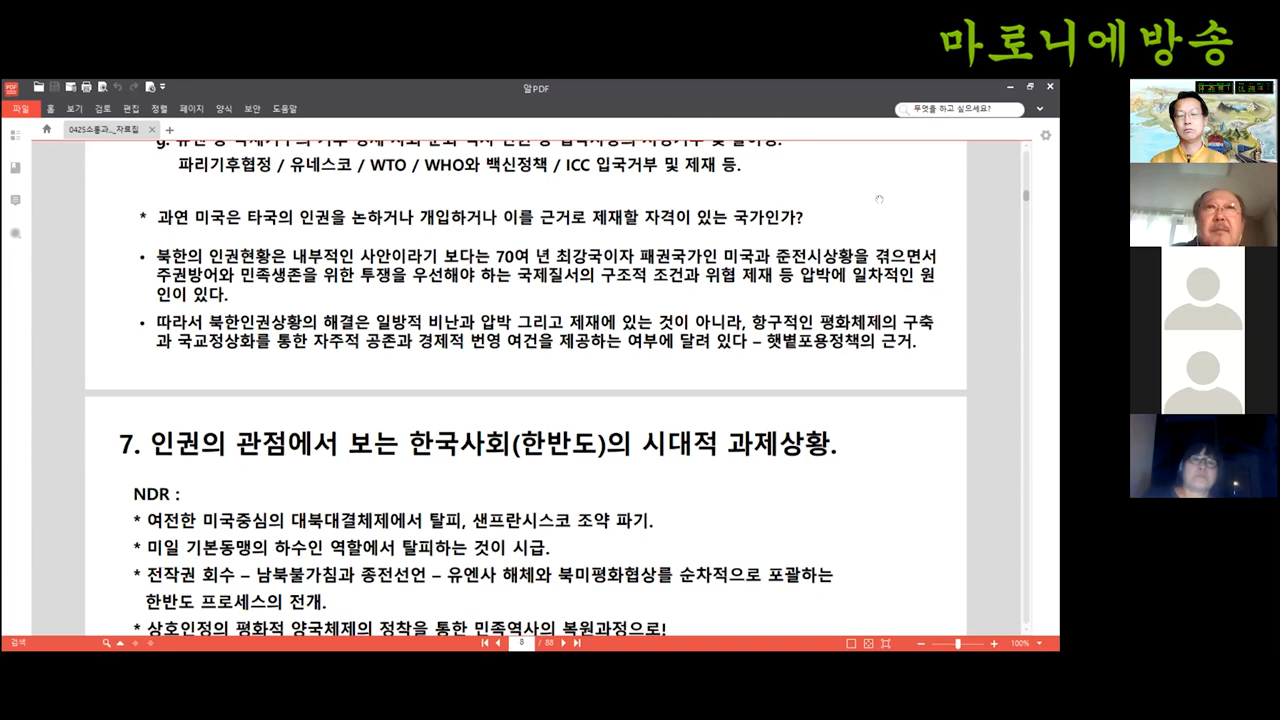 마로니에방송
알PDF
파일 홈 보기 검토 편집 정렬 페이지 양식 보안 도움말
무엇을 하고 싶으세요?
0425소통과..._자료집
파리기후협정 / 유네스코 / WTO / WHO와 백신정책 / ICC 입국거부 및 제재 등.
* 과연 미국은 타국의 인권을 논하거나 개입하거나 이를 근거로 제재할 자격이 있는 국가인가?
• 북한의 인권현황은 내부적인 사안이라기 보다는 70여 년 최강국이자 패권국가인 미국과 준전시상황을 겪으면서
주권방어와 민족생존을 위한 투쟁을 우선해야 하는 국제질서의 구조적 조건과 위협 제재 등 압박에 일차적인 원
인이 있다.
• 따라서 북한인권상황의 해결은 일방적 비난과 압박 그리고 제재에 있는 것이 아니라, 항구적인 평화체제의 구축
과 국교정상화를 통한 자주적 공존과 경제적 번영 여건을 제공하는 여부에 달려 있다 – 햇볕포용정책의 근거.
7. 인권의 관점에서 보는 한국사회(한반도)의 시대적 과제상황.
NDR :
* 여전한 미국중심의 대북대결체제에서 탈피, 샌프란시스코 조약 파기.
* 미일 기본동맹의 하수인 역할에서 탈피하는 것이 시급.
* 전작권 회수 – 남북불가침과 종전선언 – 유엔사 해체와 북미평화협상를 순차적으로 포괄하는
한반도 프로세스의 전개.
* 상호인정의 평화적 양국체제의 정착을 통한 민족역사의 복원과정으로!
검색
8 / 88
100%